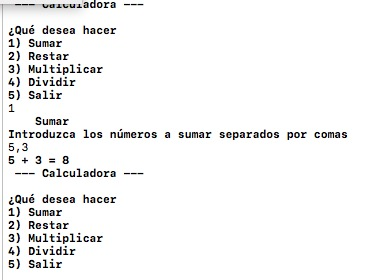 --- Calculadora ---
¿Qué desea hacer
1) Sumar
2) Restar
3) Multiplicar
4) Dividir
5) Salir
1
Sumar
Introduzca los números a sumar separados por comas
5,3
5 + 3 = 8
--- Calculadora ---
¿Qué desea hacer
1) Sumar
2) Restar
3) Multiplicar
4) Dividir
5) Salir